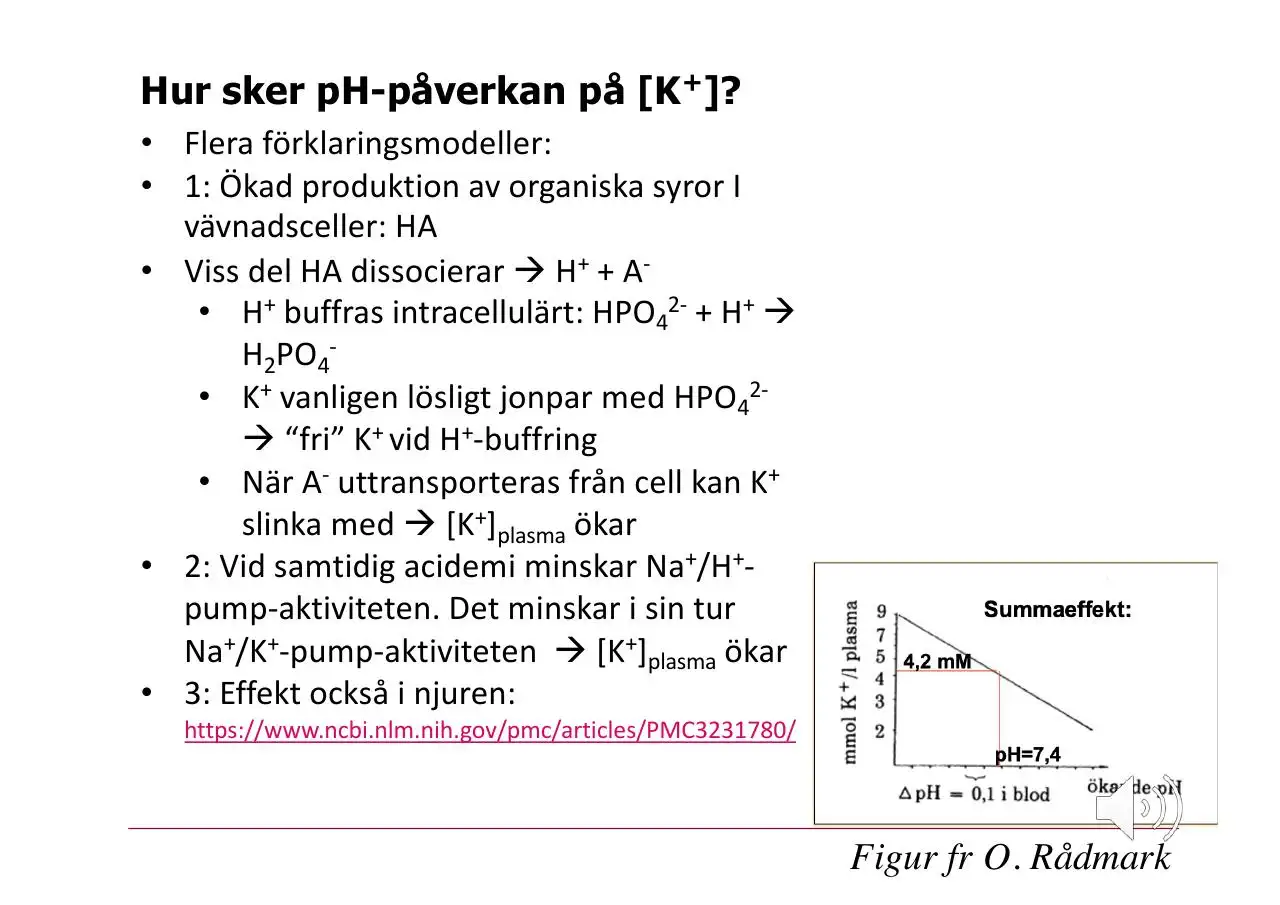 Hur sker pH-påverkan på [K⁺]?
• Flera förklaringsmodeller:
• 1: Ökad produktion av organiska syror I
vävnadsceller: HA
• Viss del HA dissocierar → H⁺ + A⁻
• H⁺ buffras intracellulärt: HPO₄²⁻ + H⁺ →
H₂PO₄⁻
• K⁺ vanligen lösligt jonpar med HPO₄²⁻
→ “fri” K⁺ vid H⁺-buffring
• När A⁻ uttransporteras från cell kan K⁺
slinka med → [K⁺]plasma ökar
• 2: Vid samtidig acidemi minskar Na⁺/H⁺-
pump-aktiviteten. Det minskar i sin tur
Na⁺/K⁺-pump-aktiviteten → [K⁺]plasma ökar
• 3: Effekt också i njuren:
https://www.ncbi.nlm.nih.gov/pmc/articles/PMC3231780/
Summaeffekt:
mmol K⁺/l plasma
9
7
5
4
3
2
4,2 mM
pH=7,4
Δ pH = 0,1 i blod
ökande pH
Figur fr O. Rådmark